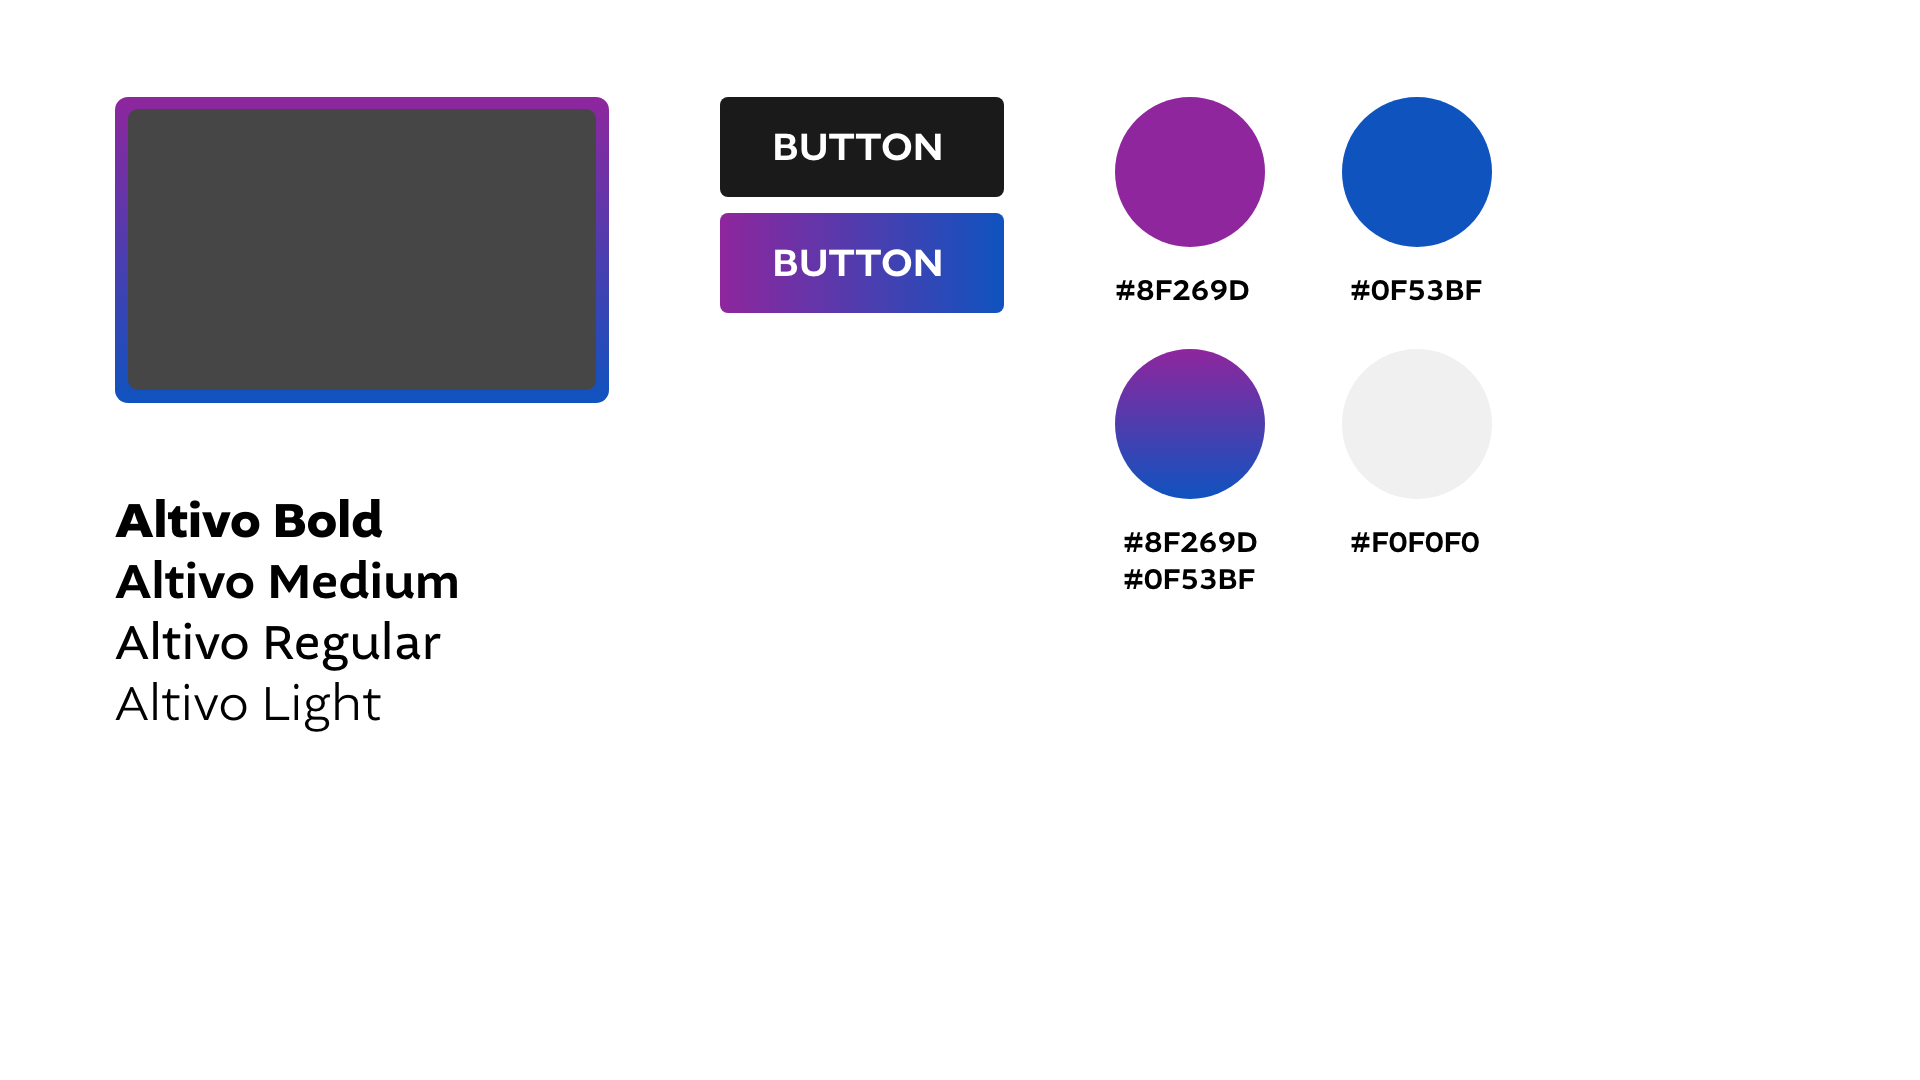 BUTTON
BUTTON
#8F269D
#0F53BF
#8F269D
#0F53BF
#F0F0F0
Altivo Bold
Altivo Medium
Altivo Regular
Altivo Light